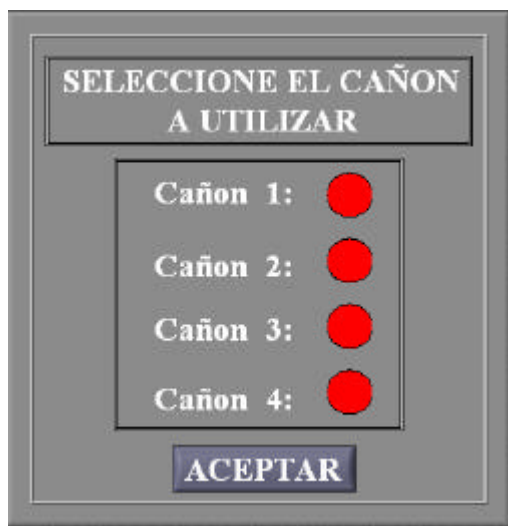 SELECCIONE EL CAÑON
A UTILIZAR
Cañon 1:
Cañon 2:
Cañon 3:
Cañon 4:
ACEPTAR